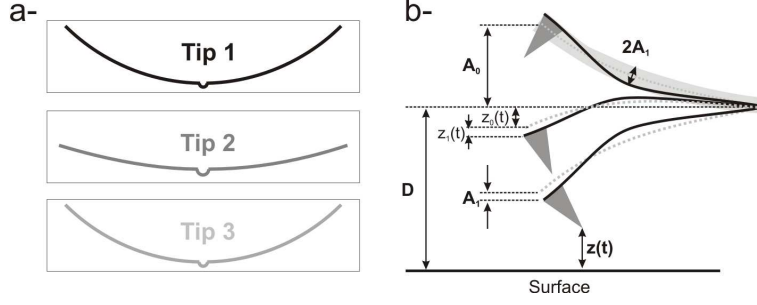 a-
Tip 1
Tip 2
Tip 3
b-
2A₁
A₀
z₀(t)
z₁(t)
D
A₁
z(t)
Surface